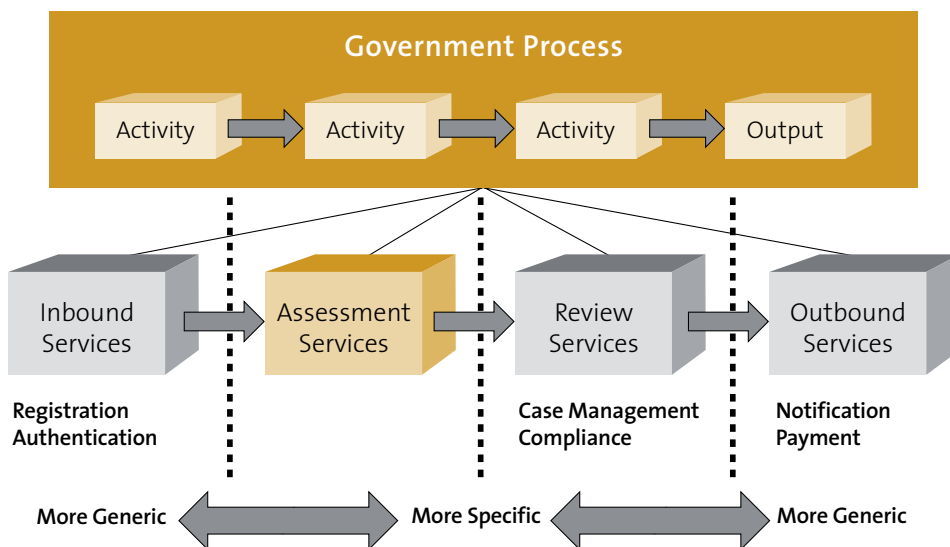 Government Process
Activity
Activity
Activity
Output
Inbound
Services
Assessment
Services
Review
Services
Outbound
Services
Registration
Authentication
Case Management
Compliance
Notification
Payment
More Generic
More Specific
More Generic